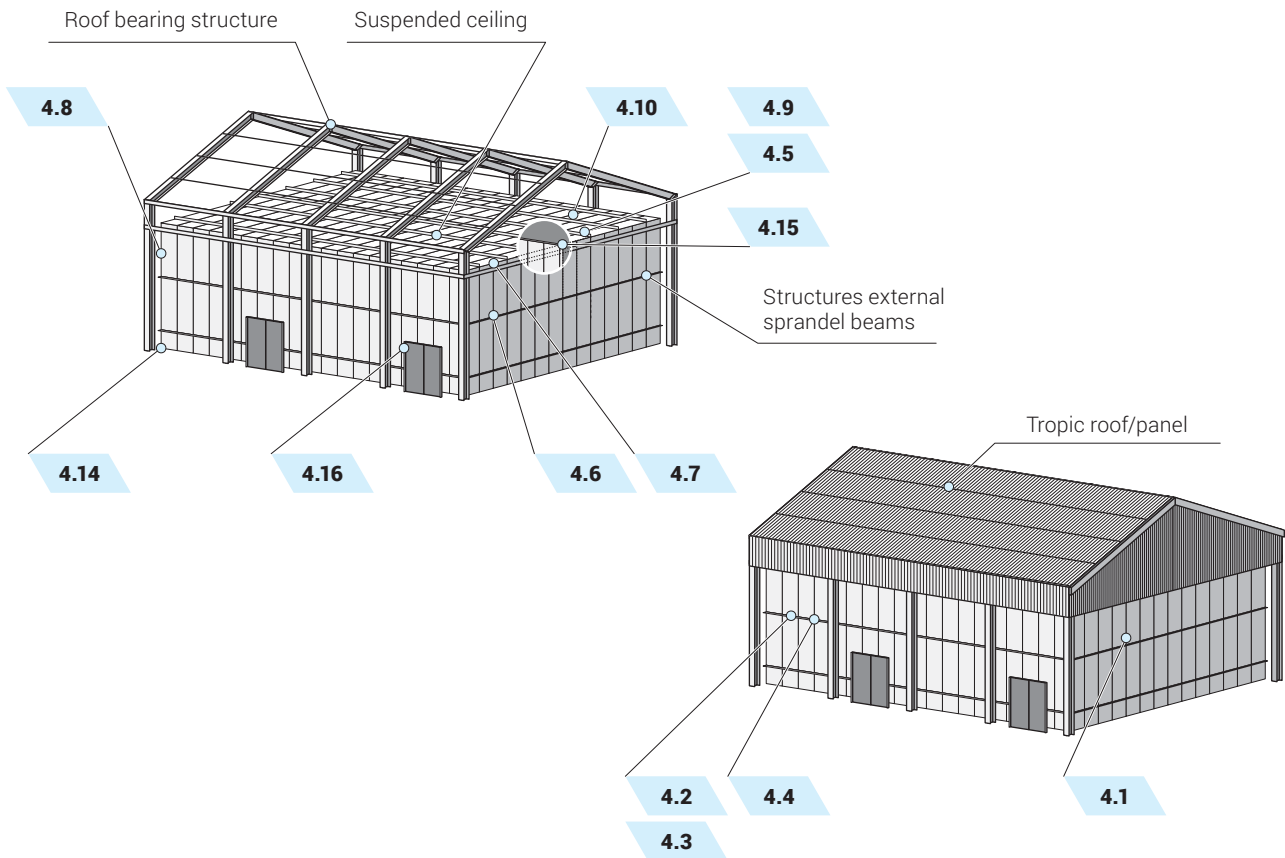 Roof bearing structure
Suspended ceiling
4.8
4.10
4.9
4.5
4.15
Structures external
sprandel beams
4.14
4.16
4.6
4.7
Tropic roof/panel
4.2
4.4
4.1
4.3